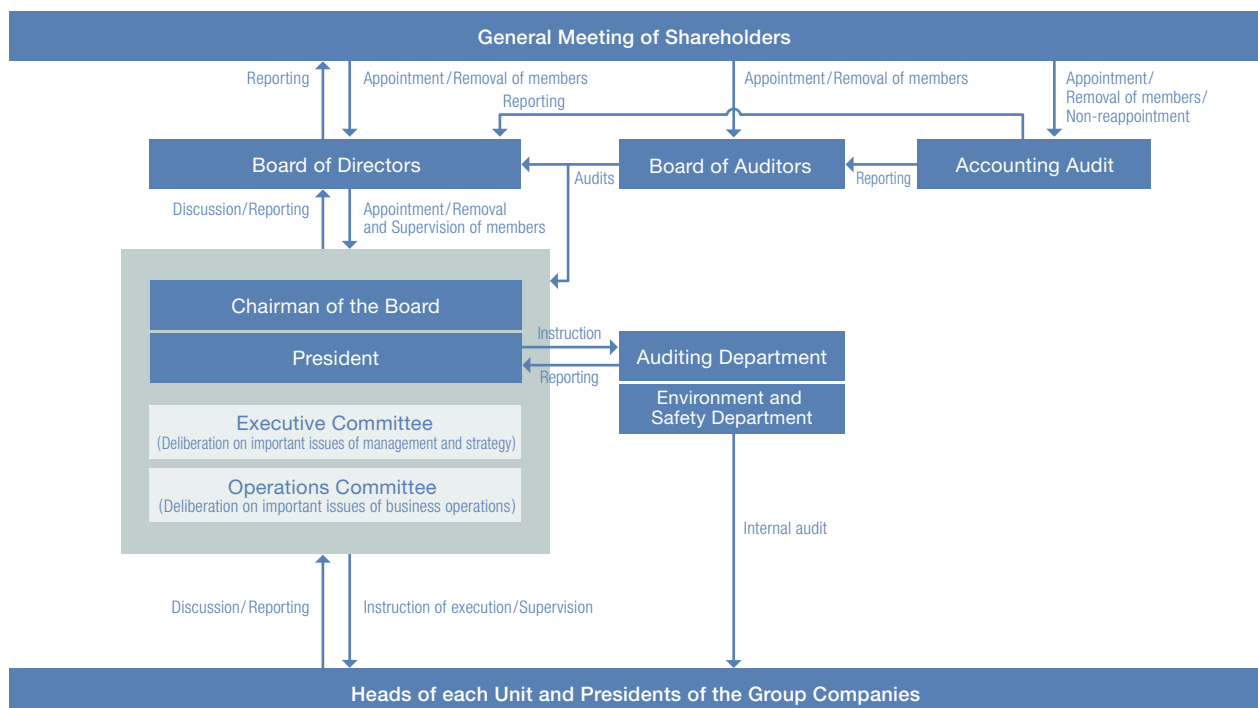 General Meeting of Shareholders
Reporting
Appointment/Removal of members
Appointment/Removal of members
Appointment/
Removal of members/
Non-reappointment
Reporting
Board of Directors
Board of Auditors
Accounting Audit
Audits
Reporting
Discussion/Reporting
Appointment/Removal
and Supervision of members
Chairman of the Board
President
Instruction
Reporting
Auditing Department
Environment and
Safety Department
Executive Committee
(Deliberation on important issues of management and strategy)
Operations Committee
(Deliberation on important issues of business operations)
Internal audit
Discussion/Reporting
Instruction of execution/Supervision
Heads of each Unit and Presidents of the Group Companies